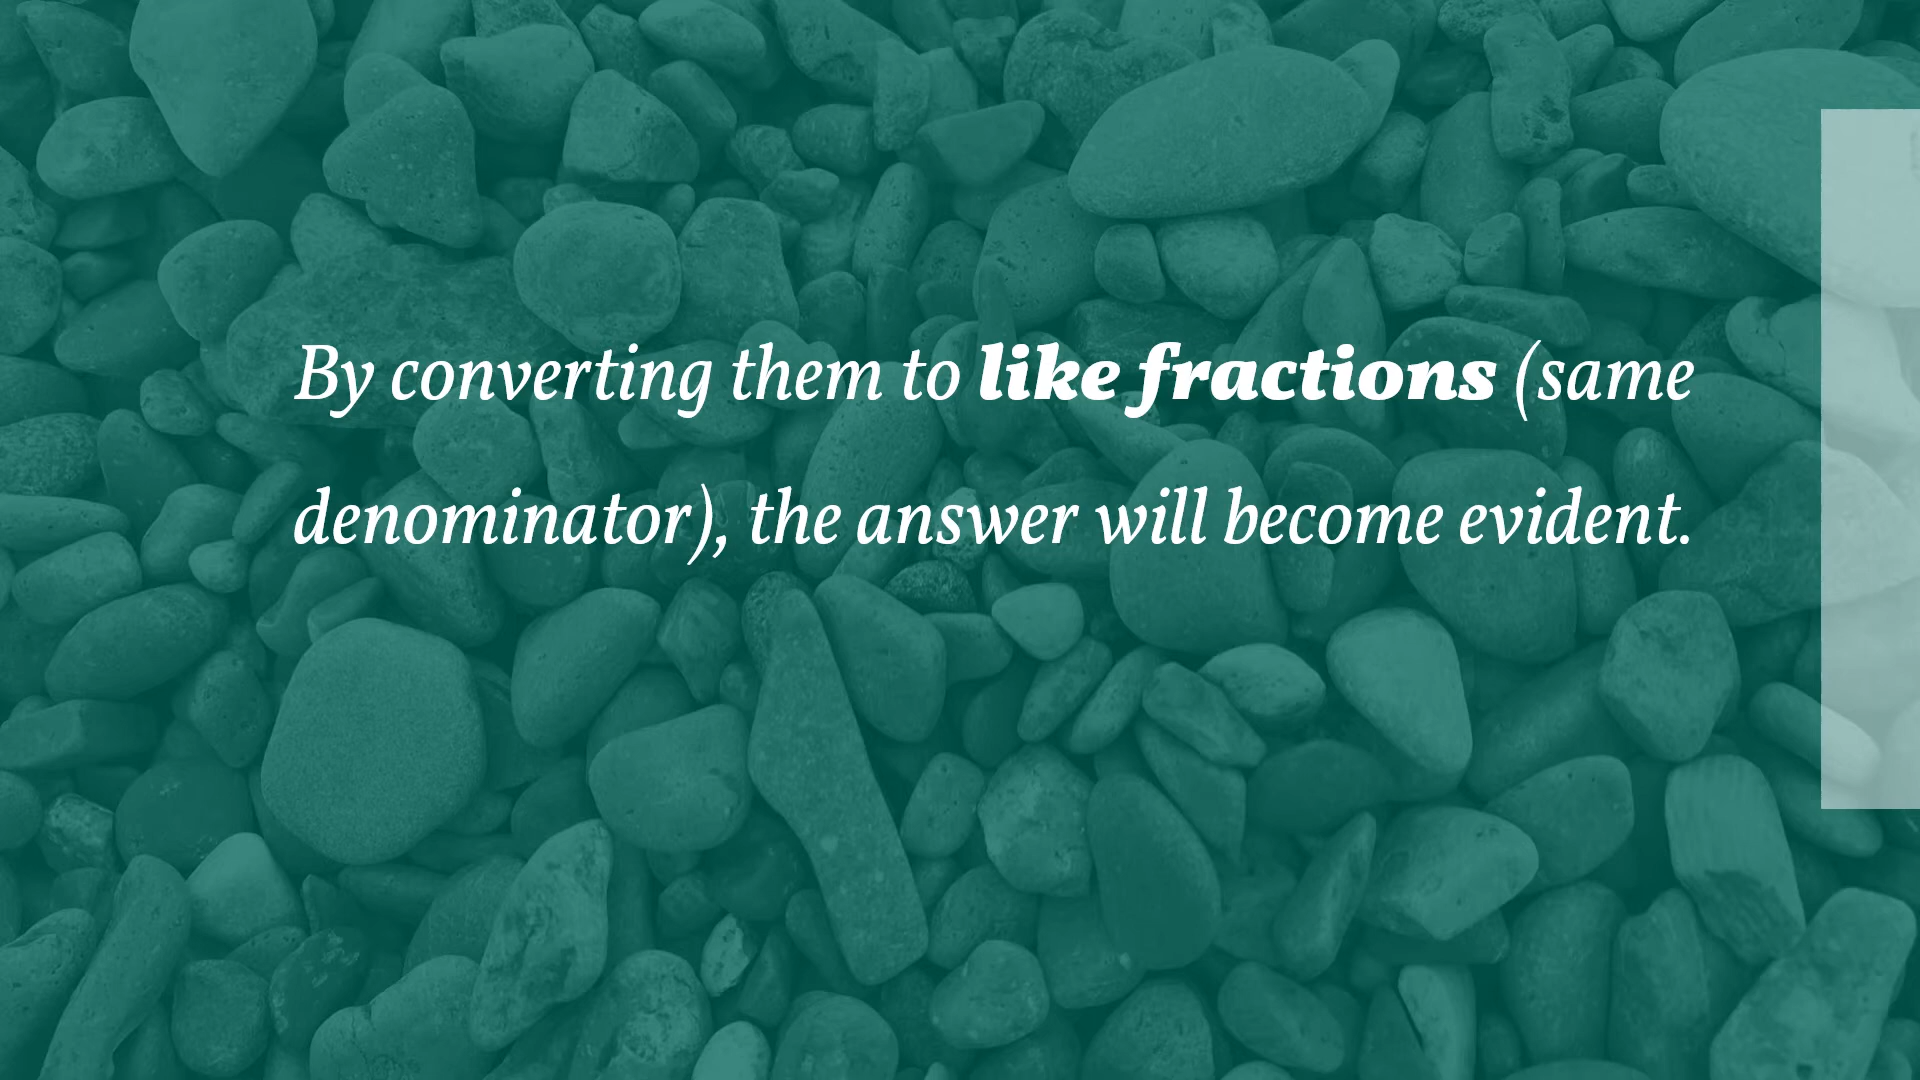 By converting them to like fractions (same
denominator), the answer will become evident.